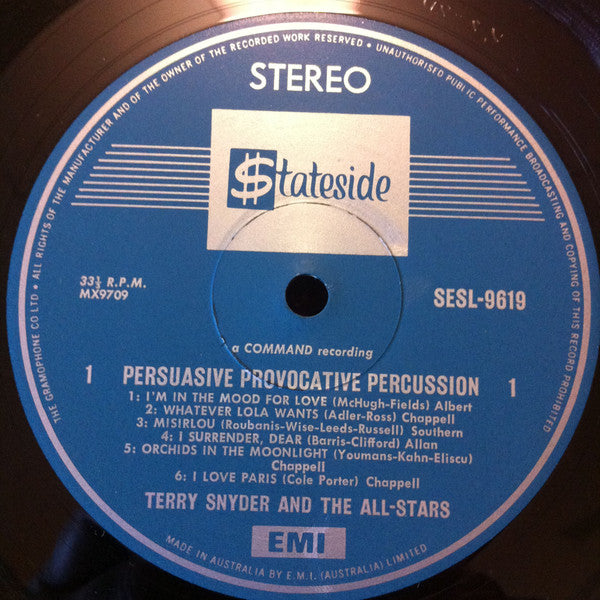 THE GRAMOPHONE CO LTD • ALL RIGHTS OF THE MANUFACTURER AND OF THE OWNER OF THE RECORDED WORK RESERVED • UNAUTHORISED PUBLIC PERFORMANCE BROADCASTING AND COPYING OF THIS RECORD PROHIBITED
STEREO
$tateside
33⅓ R.P.M.
MX9709
SESL-9619
a COMMAND recording
1 PERSUASIVE PROVOCATIVE PERCUSSION 1
1: I'M IN THE MOOD FOR LOVE (McHugh-Fields) Albert
2: WHATEVER LOLA WANTS (Adler-Ross) Chappell
3: MISIRLOU (Roubanis-Wise-Leeds-Russell) Southern
4: I SURRENDER, DEAR (Barris-Clifford) Allan
5: ORCHIDS IN THE MOONLIGHT (Youmans-Kahn-Eliscu)
Chappell
6: I LOVE PARIS (Cole Porter) Chappell
TERRY SNYDER AND THE ALL-STARS
EMI
MADE IN AUSTRALIA BY E.M.I. (AUSTRALIA) LIMITED